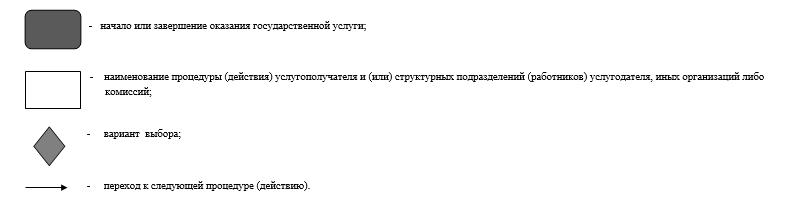 - начало или завершение оказания государственной услуги;
- наименование процедуры (действия) услугополучателя и (или) структурных подразделений (работников) услугодателя, иных организаций либо
комиссий;
- вариант выбора;
- переход к следующей процедуре (действию).